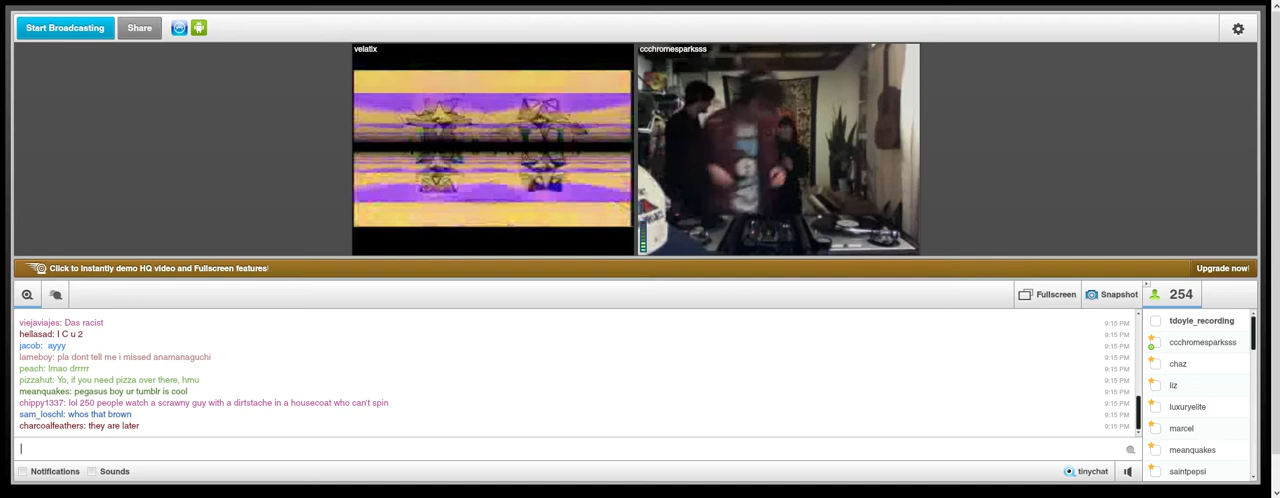 Start Broadcasting
Share
velatix
ccchromesparksss
Click to instantly demo HQ video and Fullscreen features!
Upgrade now!
Fullscreen
Snapshot
254
viejaviajes: Das racist 9:15 PM
hellasad: I C u 2 9:15 PM
jacob: ayyy 9:15 PM
lameboy: pla dont tell me i missed anamanaguchi 9:15 PM
peach: lmao drrrrr 9:15 PM
pizzahut: Yo, if you need pizza over there, hmu 9:15 PM
meanquakes: pegasus boy ur tumblr is cool 9:15 PM
chippy1337: lol 250 people watch a scrawny guy with a dirtstache in a housecoat who can't spin 9:15 PM
sam_loschl: whos that brown 9:15 PM
charcoalfeathers: they are later 9:15 PM
tdoyle_recording
ccchromesparksss
chaz
liz
luxuryelite
marcel
meanquakes
saintpepsi
Notifications
Sounds
tinychat